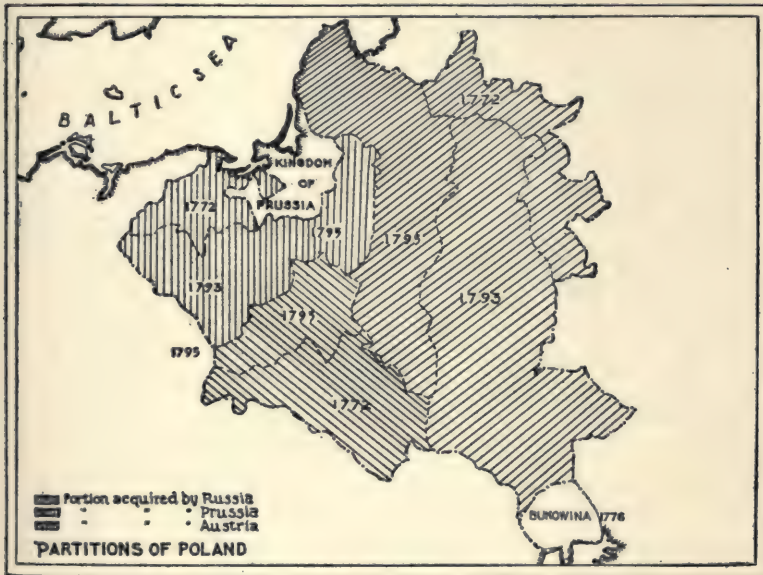 BALTIC SEA
1772
KINGDOM
OF
PRUSSIA
1772
1795
1795
1793
1793
1795
1795
1772
Portion acquired by Russia
" " " Prussia
" " " Austria
BUKOWINA 1776
PARTITIONS OF POLAND